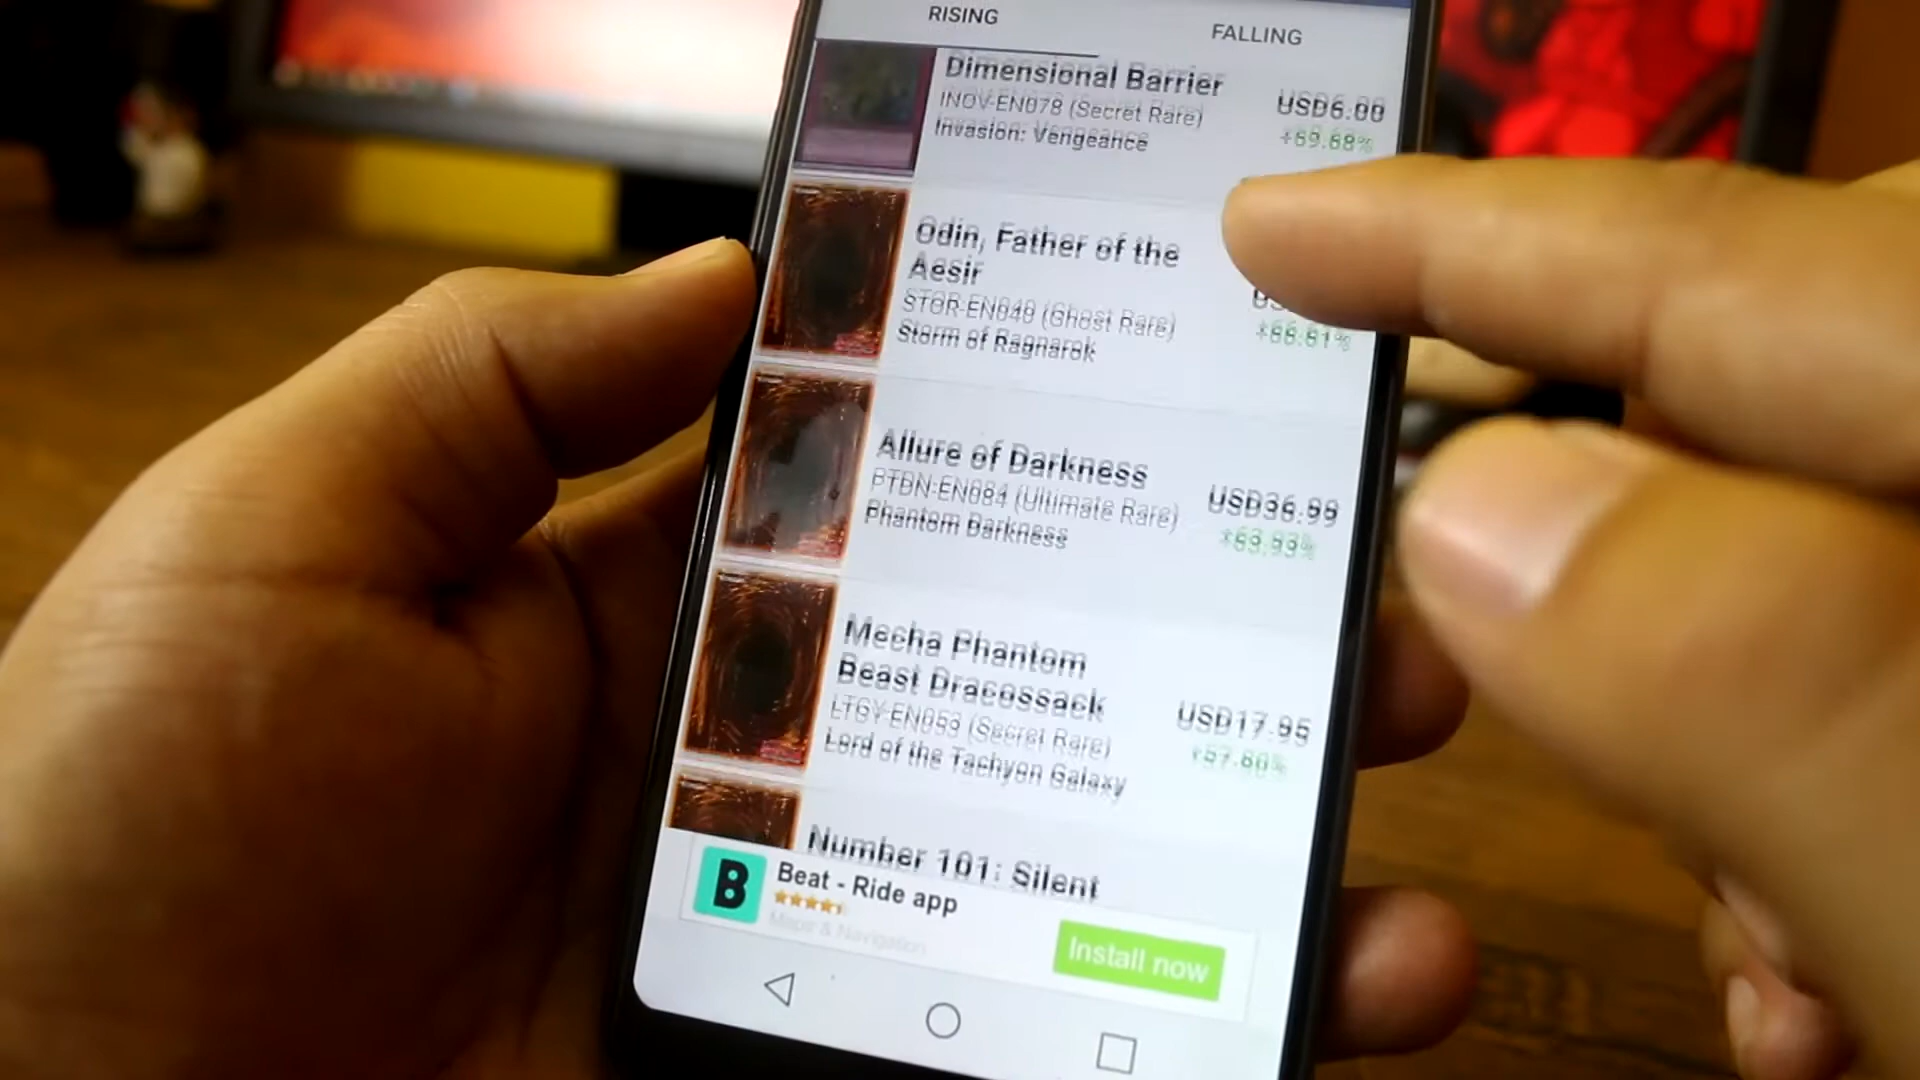 RISING
FALLING
Dimensional Barrier
INOV-EN078 (Secret Rare)
Invasion: Vengeance
USD6.00
+69.68%
Odin, Father of the
Aesir
STOR-EN040 (Ghost Rare)
Storm of Ragnarok
Allure of Darkness
PTDN-EN084 (Ultimate Rare)
Phantom Darkness
USD36.99
Mecha Phantom
Beast Dracossack
LTGY-EN053 (Secret Rare)
Lord of the Tachyon Galaxy
USD17.95
Number 101: Silent
B
Beat - Ride app
Maps & Navigation
Install now